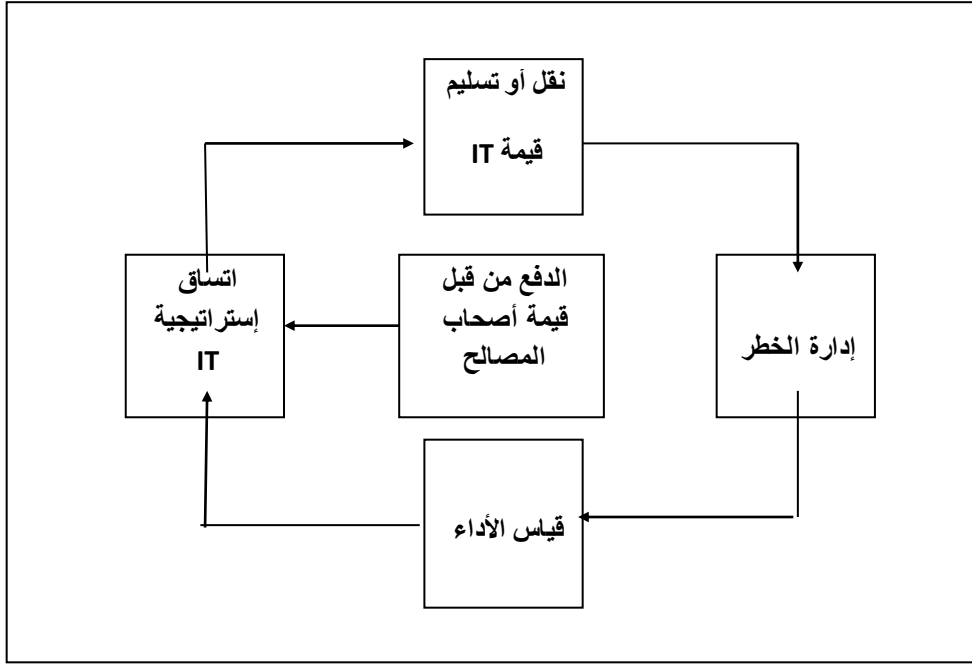 نقل أو تسليم
قيمة IT
اتساق
إستراتيجية
IT
الدفع من قبل
قيمة أصحاب
المصالح
إدارة الخطر
قياس الأداء